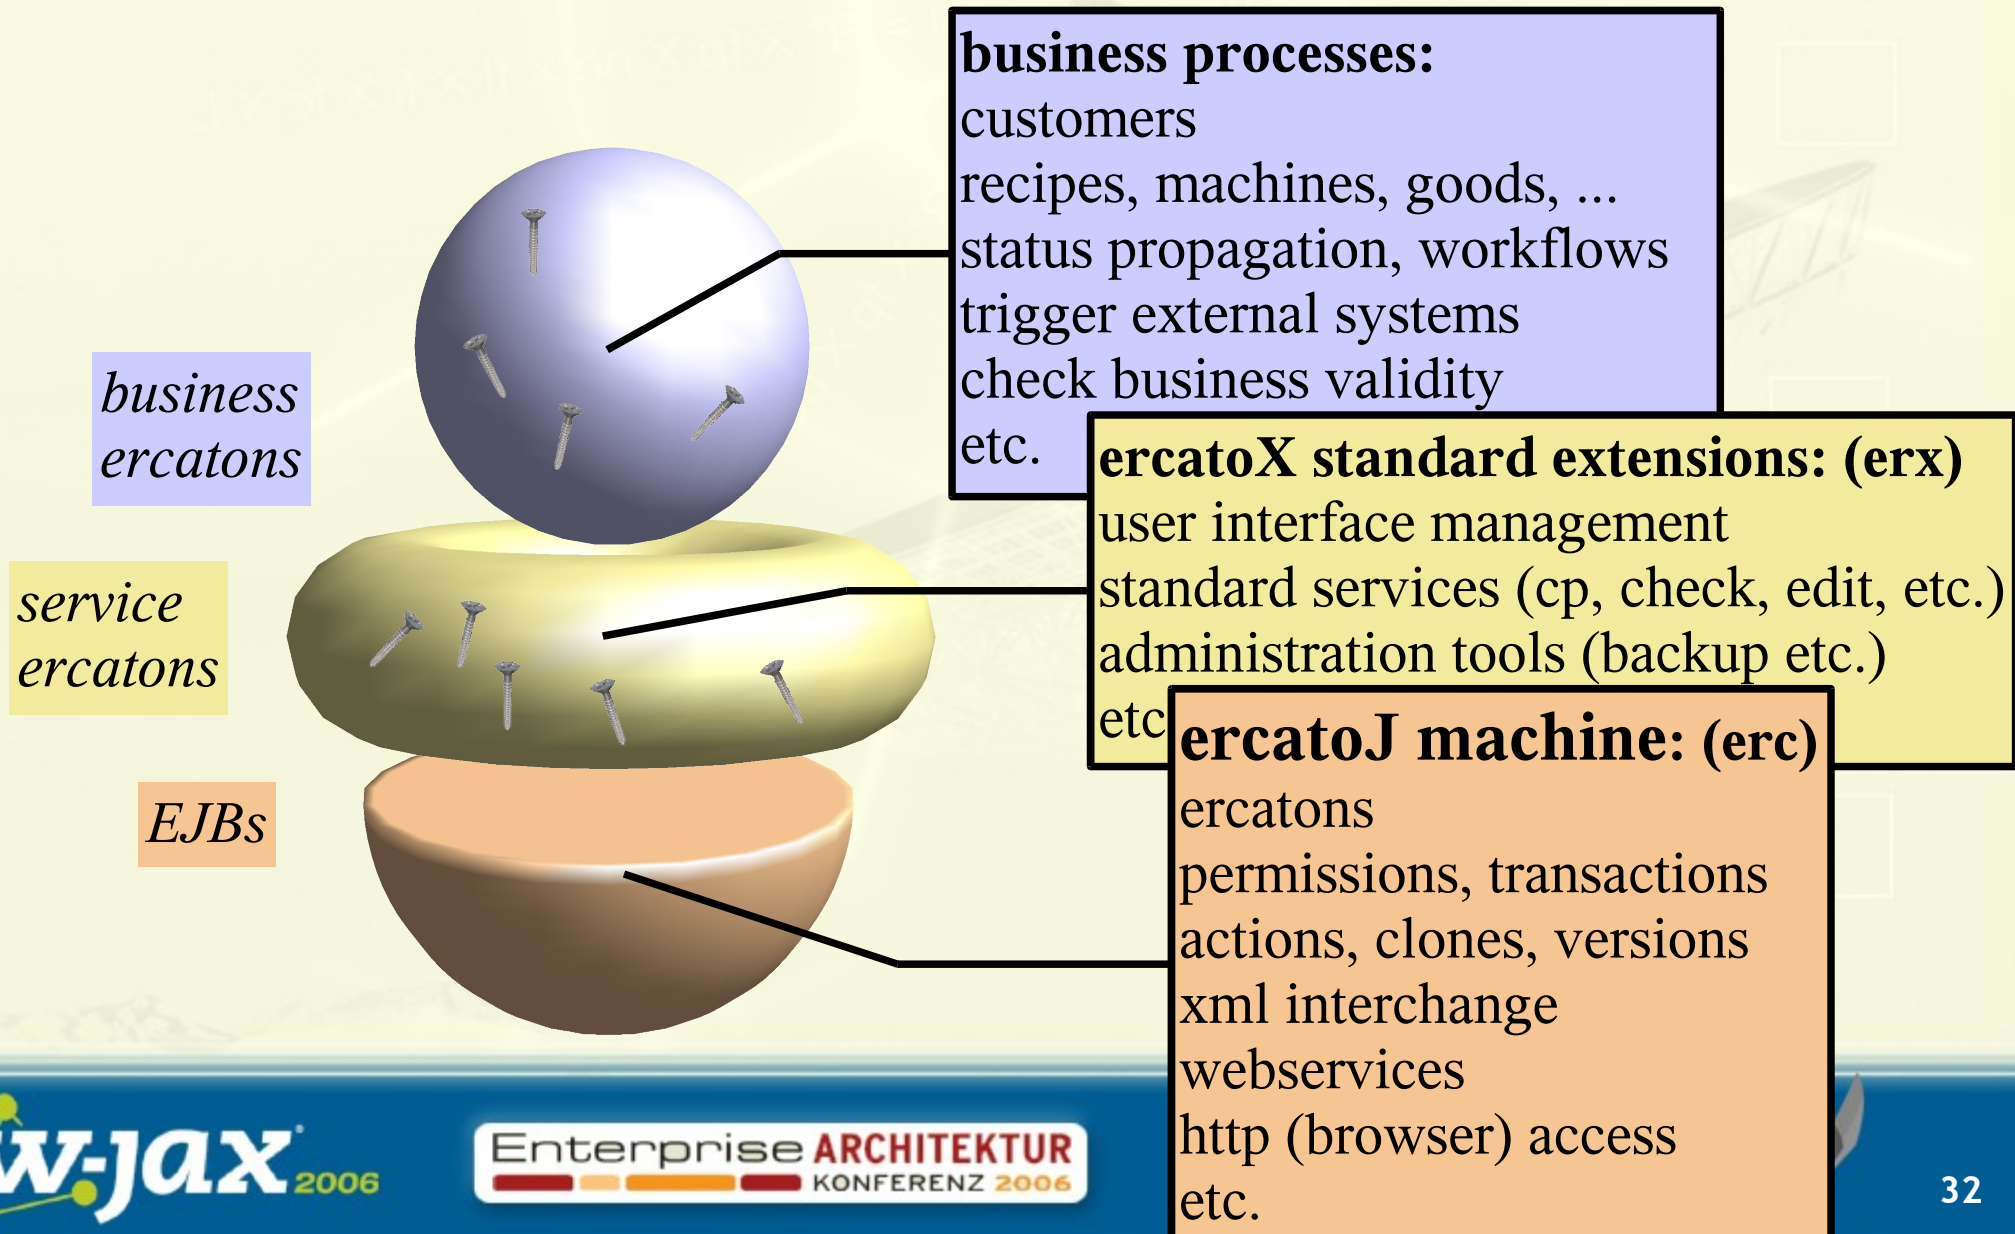 business processes:
customers
recipes, machines, goods, ...
status propagation, workflows
trigger external systems
check business validity
etc.
business
ercatons
ercatoX standard extensions: (erx)
user interface management
standard services (cp, check, edit, etc.)
administration tools (backup etc.)
etc
service
ercatons
ercatoJ machine: (erc)
ercatons
permissions, transactions
actions, clones, versions
xml interchange
webservices
http (browser) access
etc.
EJBs
w-jax 2006
Enterprise ARCHITEKTUR
KONFERENZ 2006
32